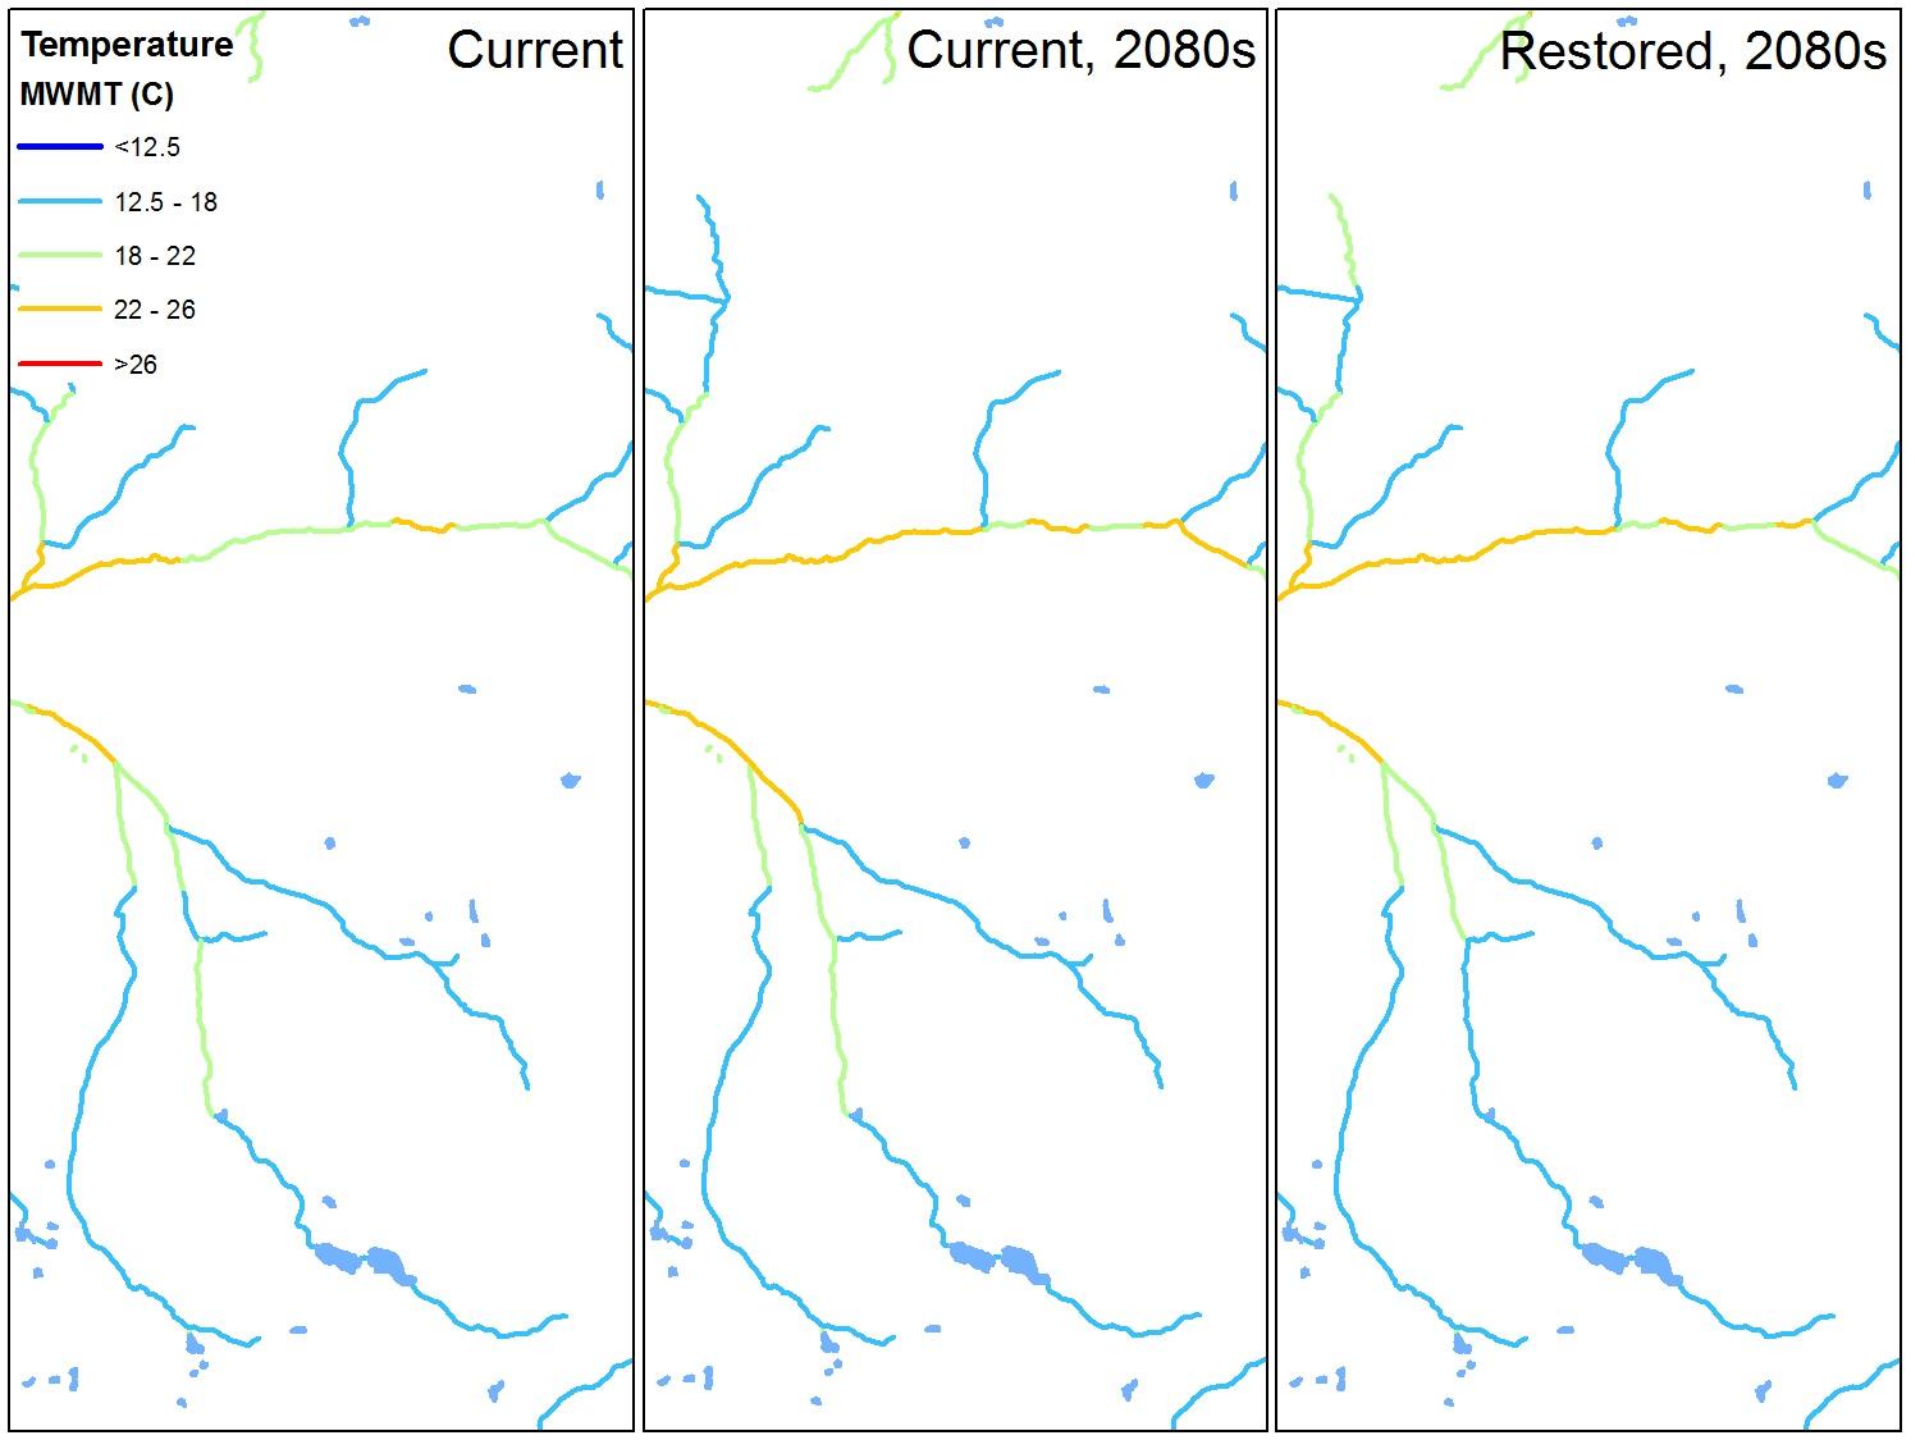 Temperature
MWMT (C)
<12.5
12.5 - 18
18 - 22
22 - 26
>26
Current
Current, 2080s
Restored, 2080s